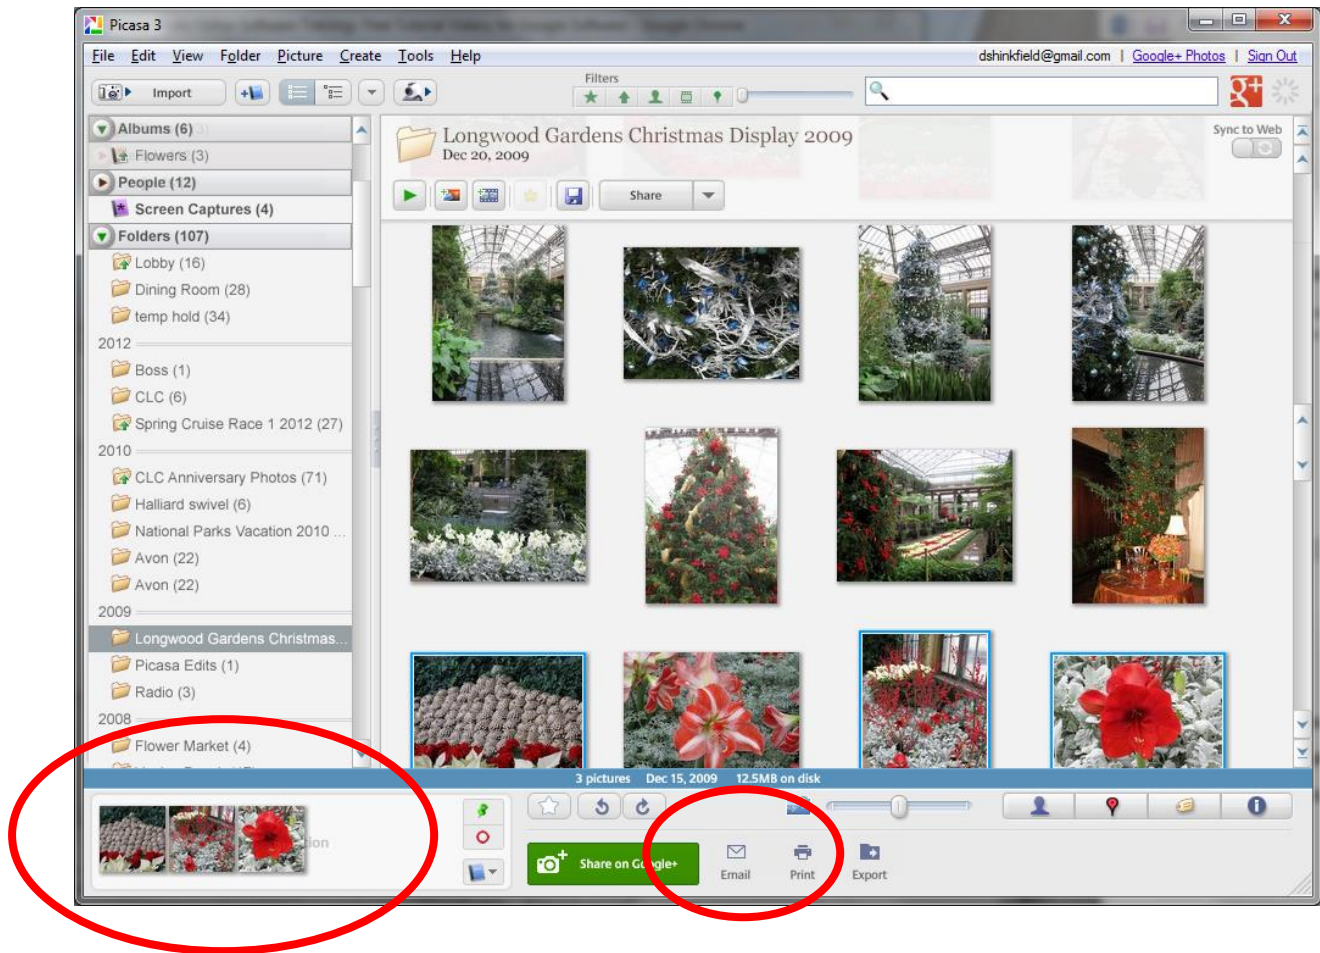 Picasa 3
File Edit View Folder Picture Create Tools Help
dshinkfield@gmail.com | Google+ Photos | Sign Out
Import
Filters
Albums (6)
Flowers (3)
People (12)
Screen Captures (4)
Folders (107)
Lobby (16)
Dining Room (28)
temp hold (34)
2012
Boss (1)
CLC (6)
Spring Cruise Race 1 2012 (27)
2010
CLC Anniversary Photos (71)
Halliard swivel (6)
National Parks Vacation 2010 ...
Avon (22)
Avon (22)
2009
Longwood Gardens Christmas...
Picasa Edits (1)
Radio (3)
2008
Flower Market (4)
Longwood Gardens Christmas Display 2009
Dec 20, 2009
Sync to Web
Share
3 pictures Dec 15, 2009 12.5MB on disk
Share on Google+
Email
Print
Export